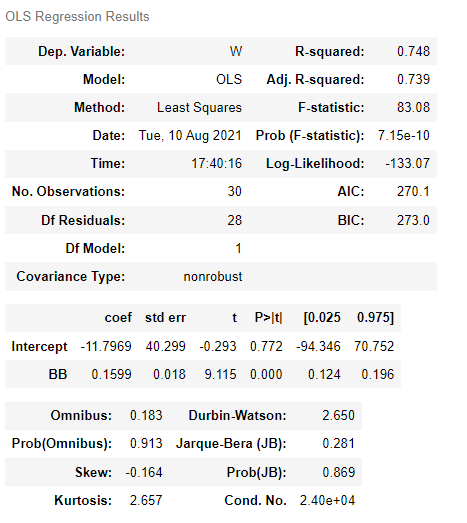 OLS Regression Results
Dep. Variable: W R-squared: 0.748
Model: OLS Adj. R-squared: 0.739
Method: Least Squares F-statistic: 83.08
Date: Tue, 10 Aug 2021 Prob (F-statistic): 7.15e-10
Time: 17:40:16 Log-Likelihood: -133.07
No. Observations: 30 AIC: 270.1
Df Residuals: 28 BIC: 273.0
Df Model: 1
Covariance Type: nonrobust
coef std err t P>|t| [0.025 0.975]
Intercept -11.7969 40.299 -0.293 0.772 -94.346 70.752
BB 0.1599 0.018 9.115 0.000 0.124 0.196
Omnibus: 0.183 Durbin-Watson: 2.650
Prob(Omnibus): 0.913 Jarque-Bera (JB): 0.281
Skew: -0.164 Prob(JB): 0.869
Kurtosis: 2.657 Cond. No. 2.40e+04